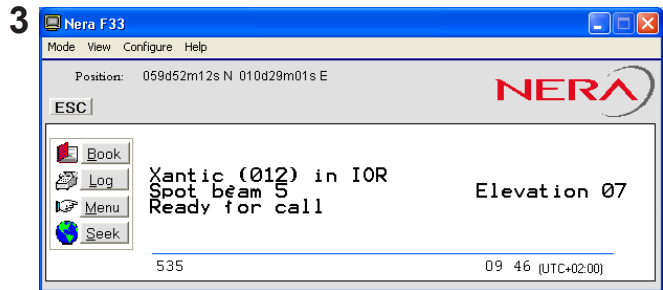 3
Nera F33
Mode View Configure Help
Position: 059d52m12s N 010d29m01s E
NERA
ESC
Book
Log
Menu
Seek
Xantic (012) in IOR
Spot beam 5
Elevation 07
Ready for call
535
09 46 (UTC+02:00)